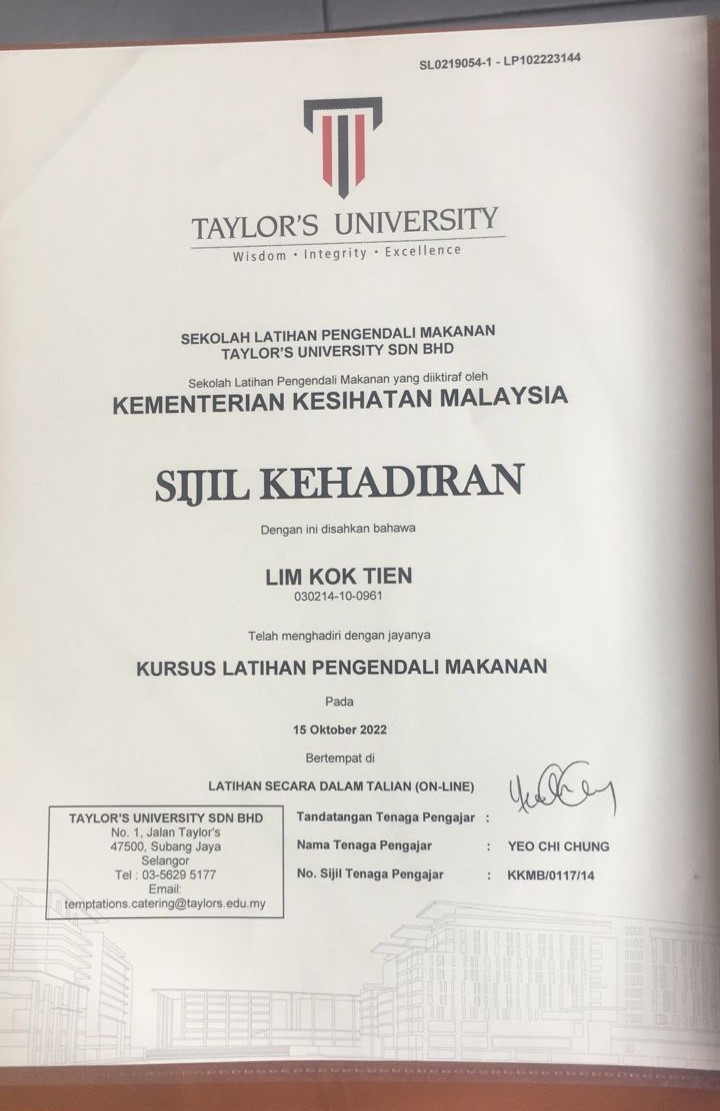 SL0219054-1 - LP102223144
TAYLOR'S UNIVERSITY
Wisdom • Integrity • Excellence
SEKOLAH LATIHAN PENGENDALI MAKANAN
TAYLOR'S UNIVERSITY SDN BHD
Sekolah Latihan Pengendali Makanan yang diiktiraf oleh
KEMENTERIAN KESIHATAN MALAYSIA
SIJIL KEHADIRAN
Dengan ini disahkan bahawa
LIM KOK TIEN
030214-10-0961
Telah menghadiri dengan jayanya
KURSUS LATIHAN PENGENDALI MAKANAN
Pada
15 Oktober 2022
Bertempat di
LATIHAN SECARA DALAM TALIAN (ON-LINE)
TAYLOR'S UNIVERSITY SDN BHD
No. 1, Jalan Taylor's
47500, Subang Jaya
Selangor
Tel : 03-5629 5177
Email:
temptations.catering@taylors.edu.my
Tandatangan Tenaga Pengajar :
Nama Tenaga Pengajar : YEO CHI CHUNG
No. Sijil Tenaga Pengajar : KKMB/0117/14